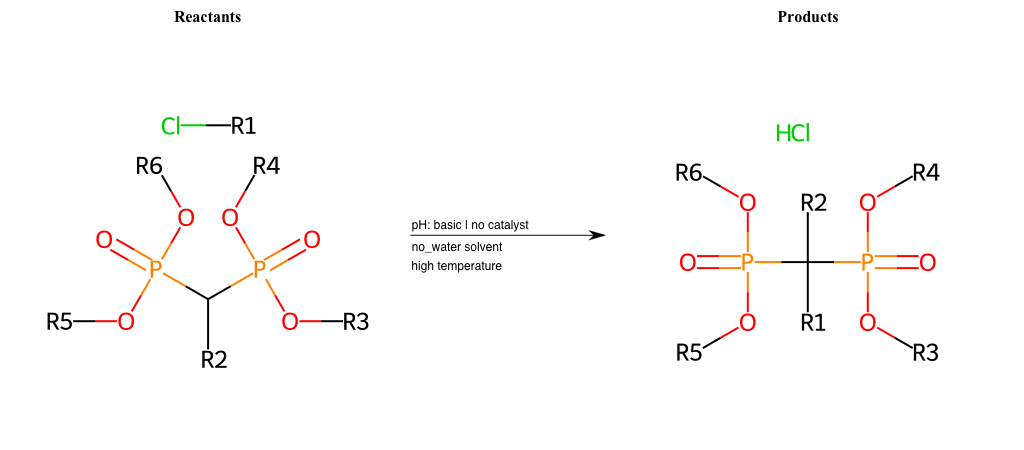 Reactants
Products
Cl R1
HCl
R6 R4
R6 R4
O O
O R2 O
O O
P P
O P P O
R5 O O R3
O R1 O
R2
R5 R3
pH: basic | no catalyst
no_water solvent
high temperature